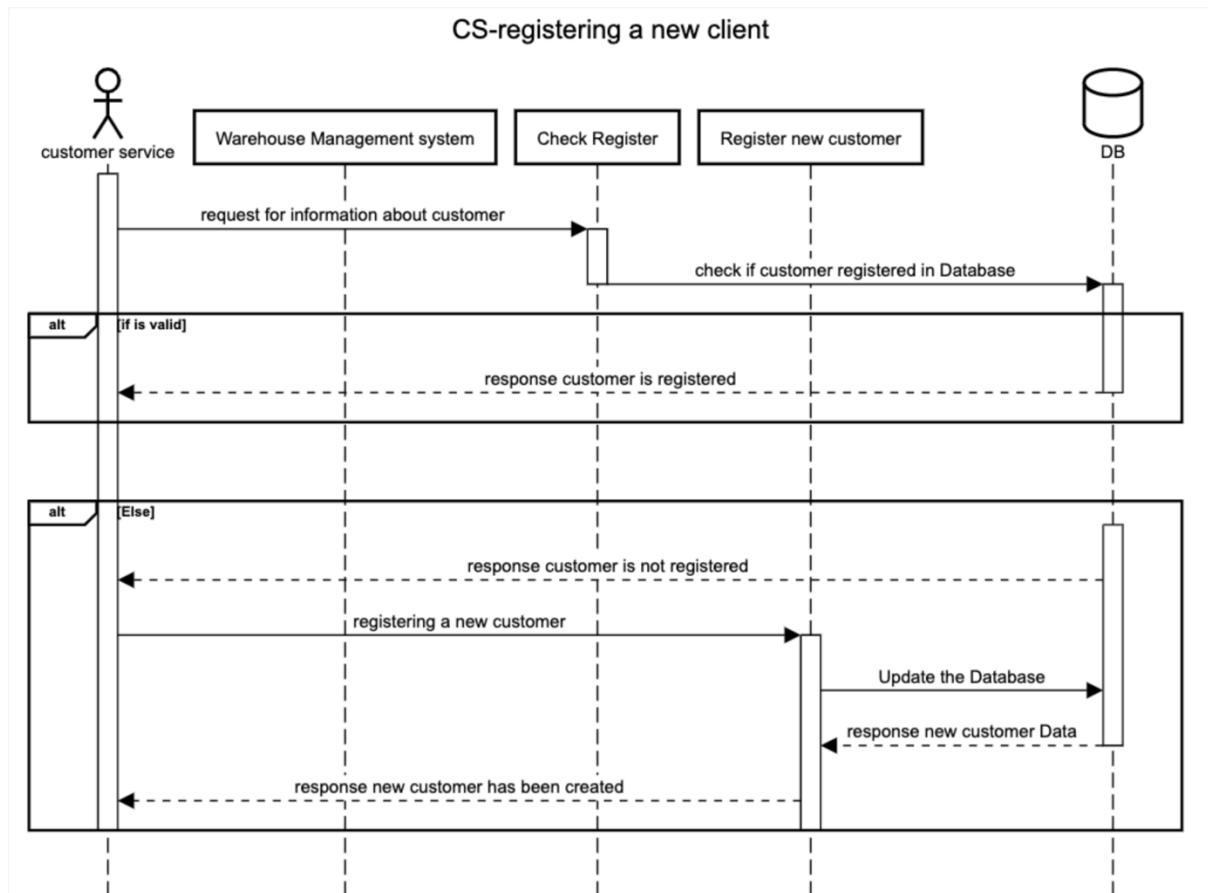 CS-registering a new client
customer service
Warehouse Management system
Check Register
Register new customer
DB
request for information about customer
check if customer registered in Database
alt
[if is valid]
response customer is registered
alt
[Else]
response customer is not registered
registering a new customer
Update the Database
response new customer Data
response new customer has been created